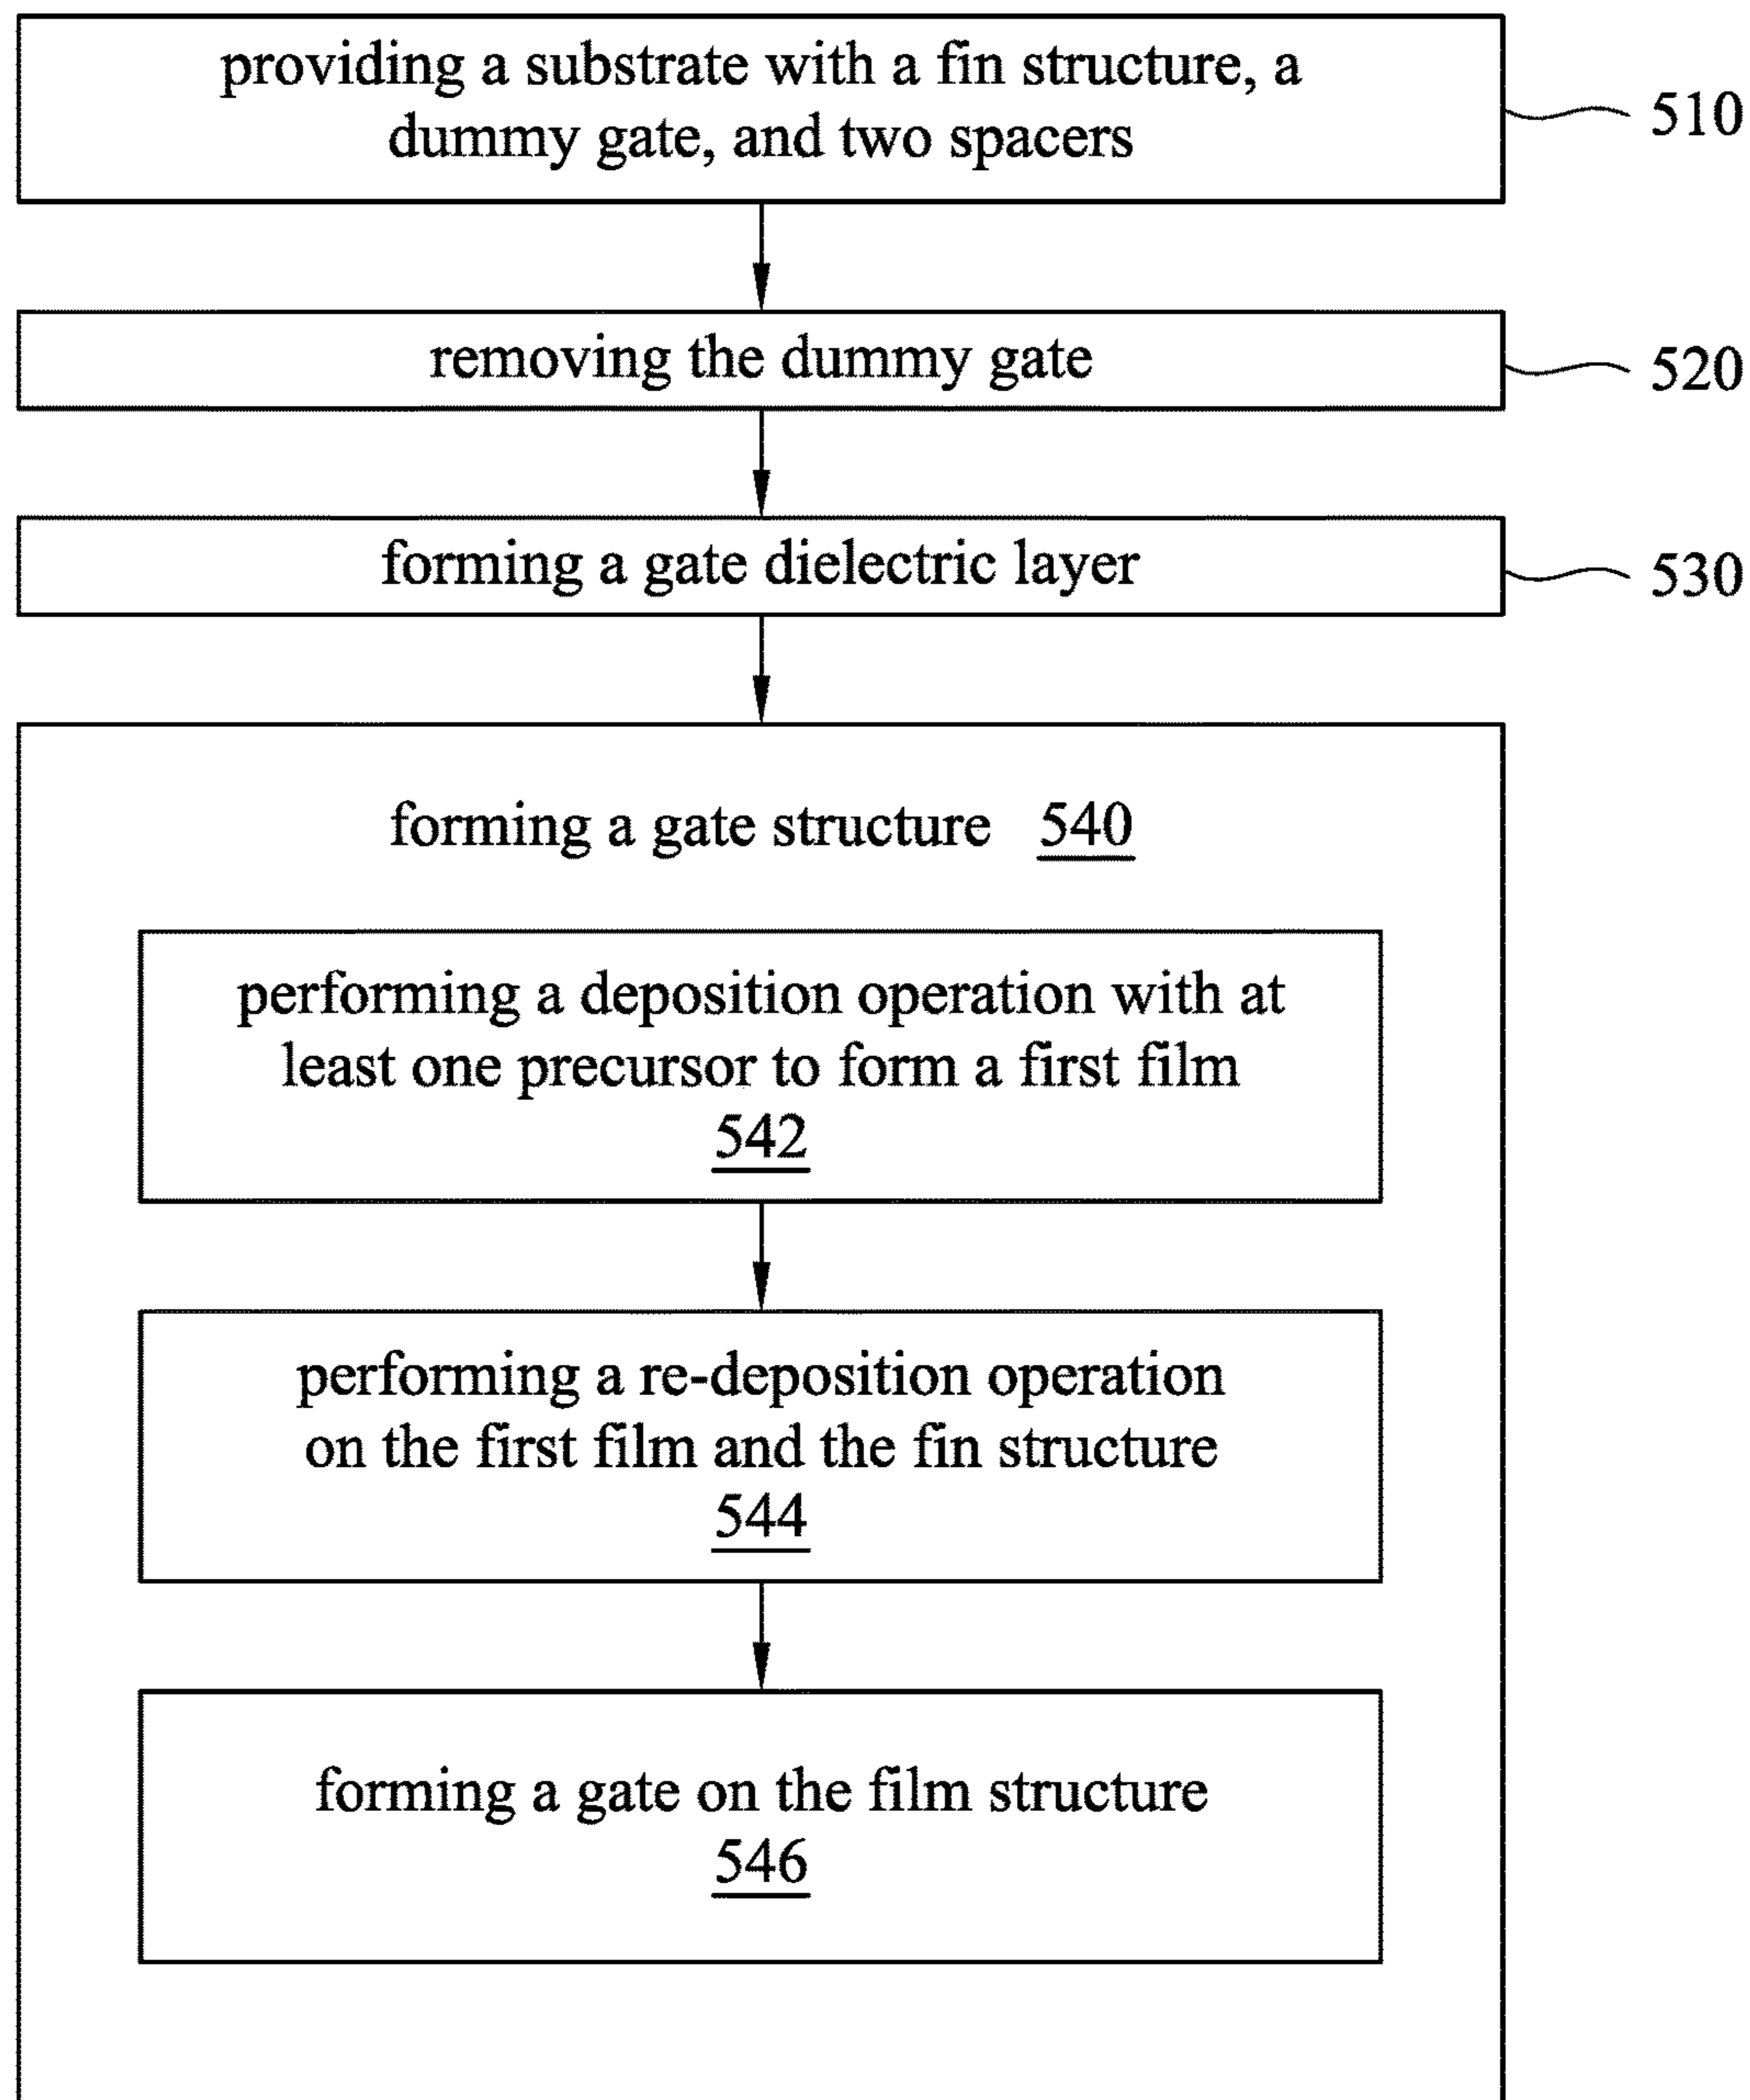 providing a substrate with a fin structure, a
dummy gate, and two spacers
510
removing the dummy gate
520
forming a gate dielectric layer
530
forming a gate structure 540
performing a deposition operation with at
least one precursor to form a first film
542
performing a re-deposition operation
on the first film and the fin structure
544
forming a gate on the film structure
546